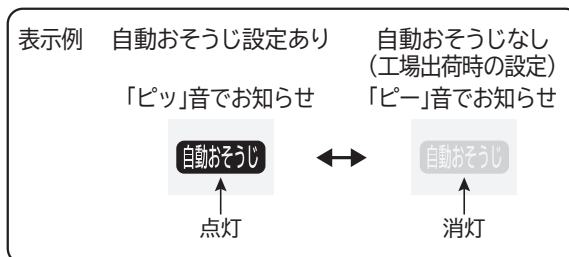 表示例 自動おそうじ設定あり 自動おそうじなし
（工場出荷時の設定）
「ピッ」音でお知らせ 「ピー」音でお知らせ
自動おそうじ 自動おそうじ
点灯 消灯